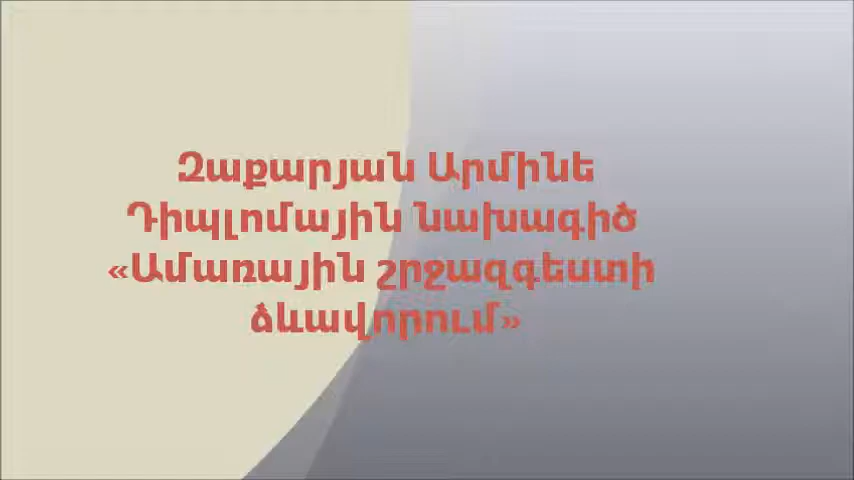 Զաքարյան Արմինե
Դիպլոմային նախագիծ
«Ամառային շրջազգեստի
ձևավորում»